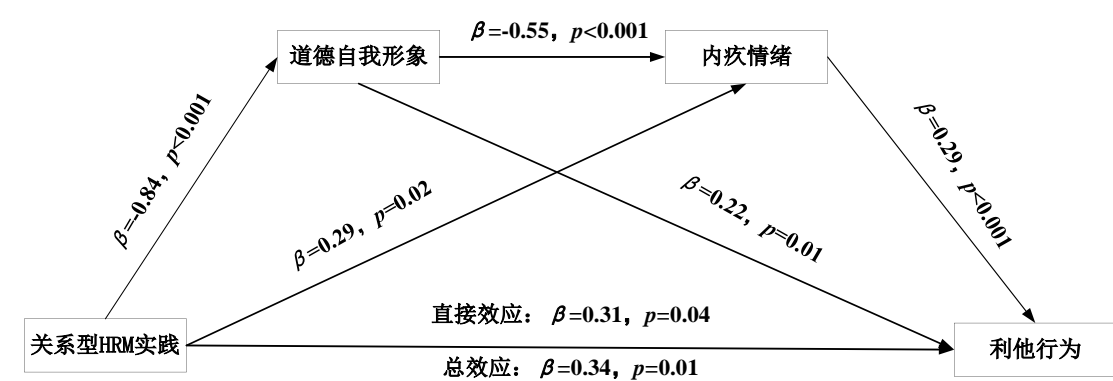 β=-0.55，p<0.001
道德自我形象
内疚情绪
β=-0.84，p<0.001
β=0.29，p<0.001
β=0.29，p=0.02
β=0.22，p=0.01
直接效应：β=0.31，p=0.04
关系型HRM实践
利他行为
总效应：β=0.34，p=0.01